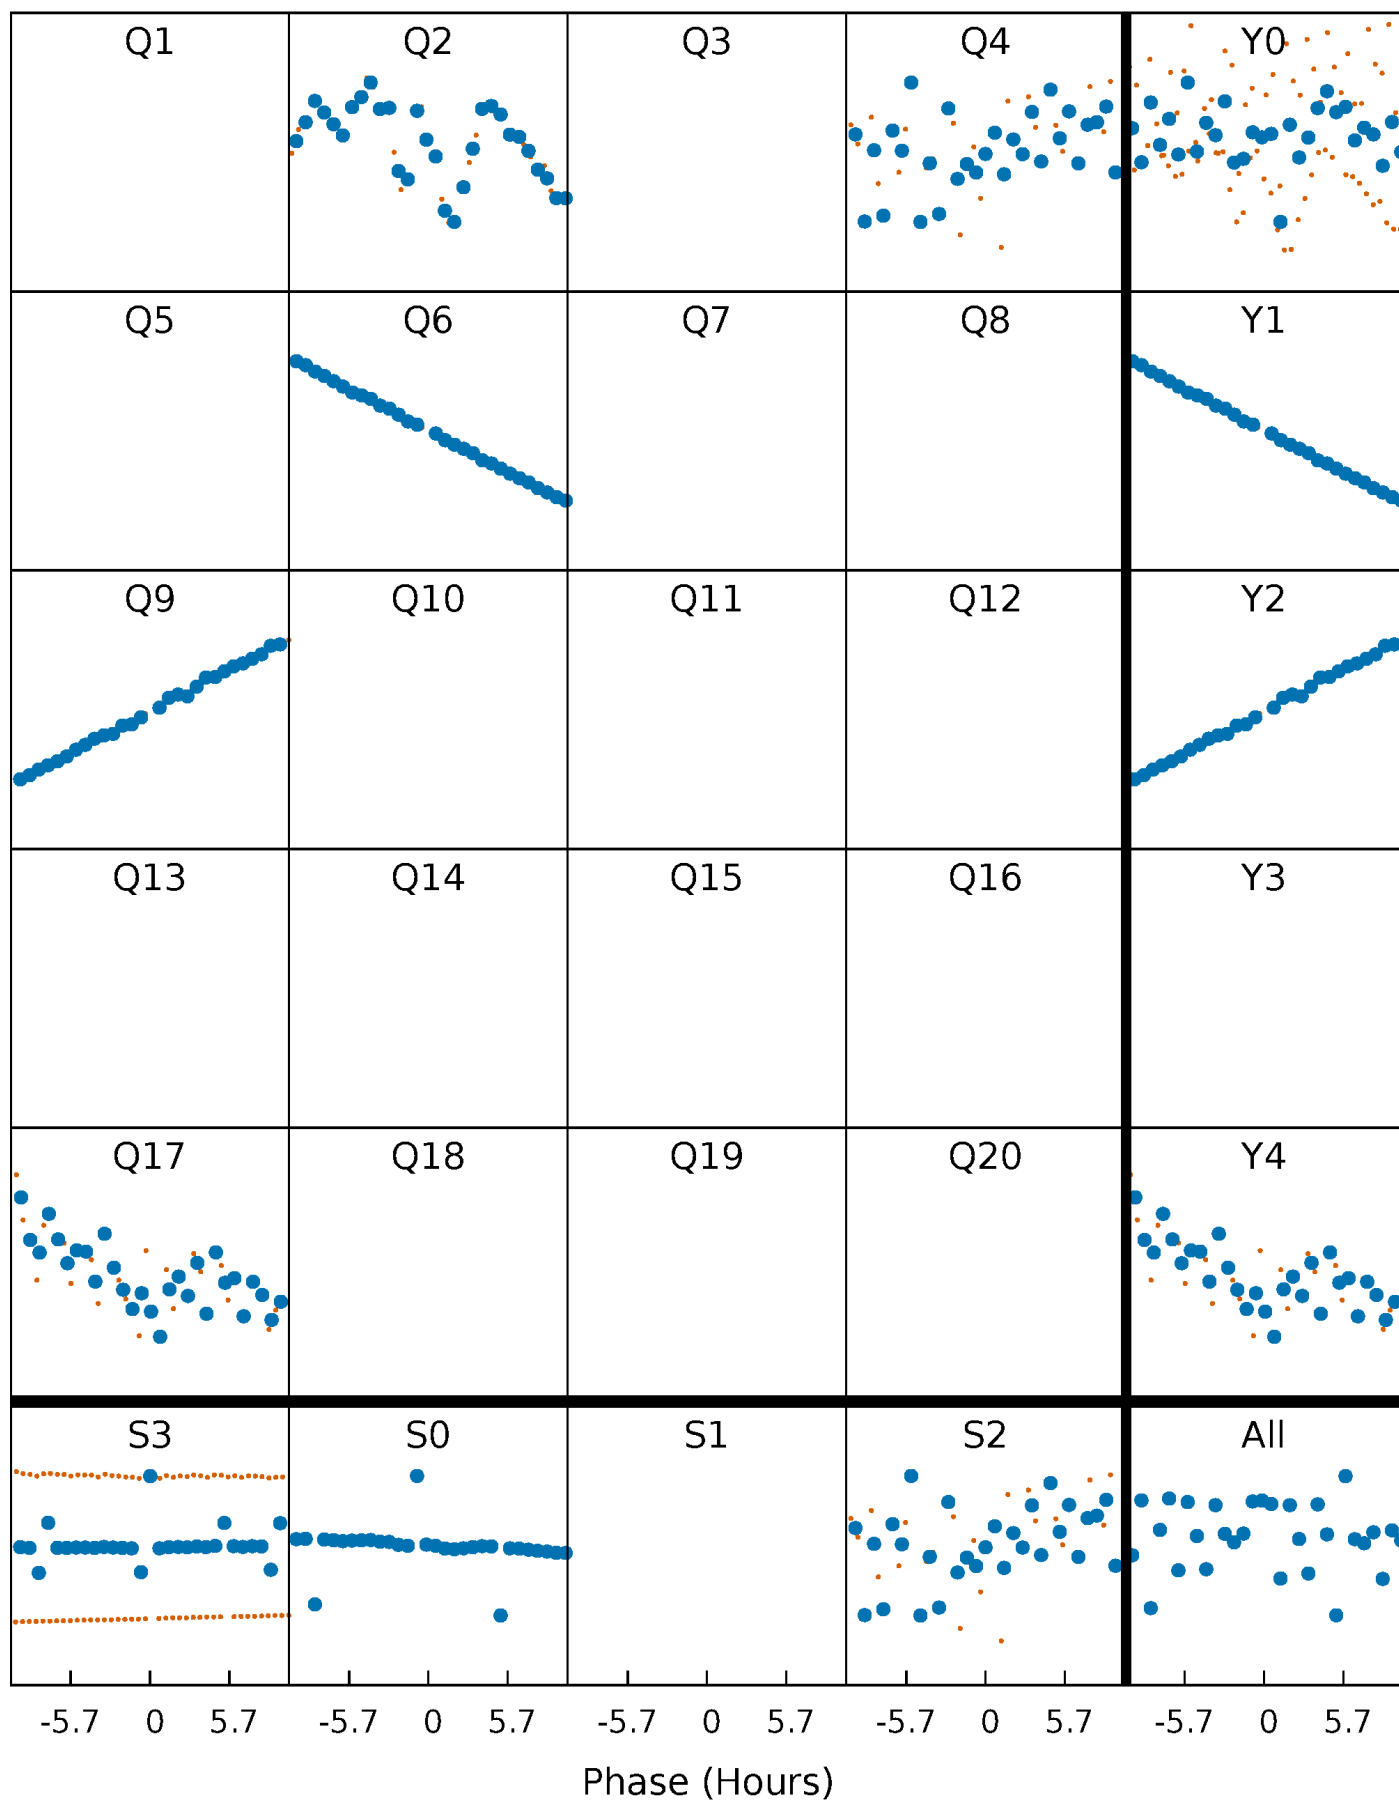 Q1 Q2 Q3 Q4 Y0
Q5 Q6 Q7 Q8 Y1
Q9 Q10 Q11 Q12 Y2
Q13 Q14 Q15 Q16 Y3
Q17 Q18 Q19 Q20 Y4
S3 S0 S1 S2 All
-5.7 0 5.7 -5.7 0 5.7 -5.7 0 5.7 -5.7 0 5.7 -5.7 0 5.7
Phase (Hours)